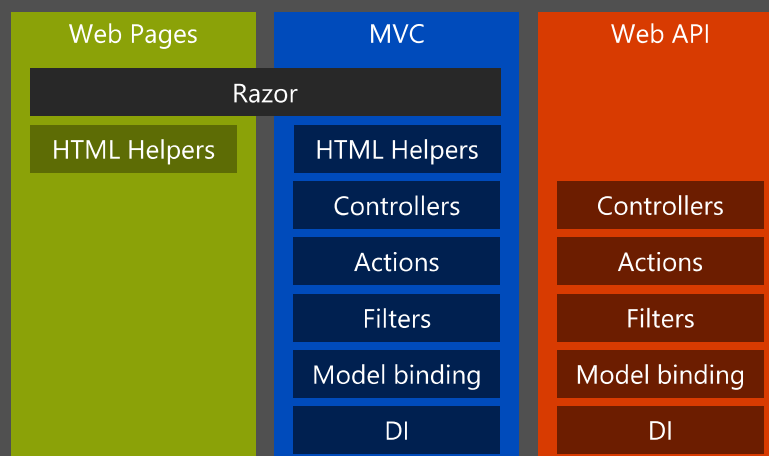 Web Pages MVC Web API
Razor
HTML Helpers HTML Helpers
Controllers Controllers
Actions Actions
Filters Filters
Model binding Model binding
DI DI